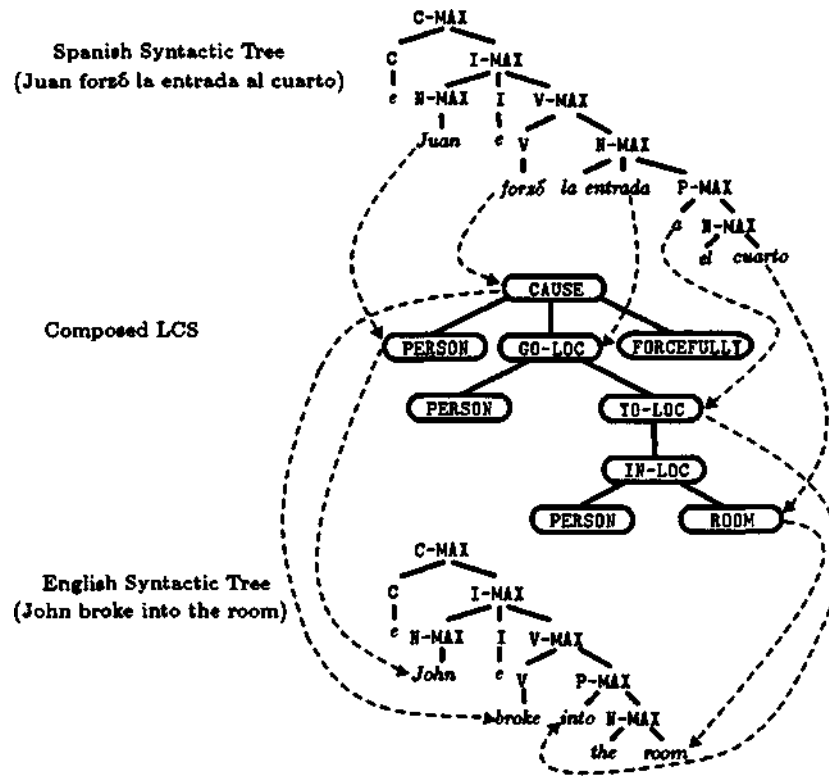 C-MAX
Spanish Syntactic Tree
(Juan forzó la entrada al cuarto)
C I-MAX
e N-MAX I V-MAX
Juan e V N-MAX
forzó la entrada P-MAX
a N-MAX
el cuarto
CAUSE
Composed LCS
PERSON GO-LOC FORCEFULLY
PERSON TO-LOC
IN-LOC
PERSON ROOM
C-MAX
English Syntactic Tree
(John broke into the room)
C I-MAX
e N-MAX I V-MAX
John e V P-MAX
broke into N-MAX
the room